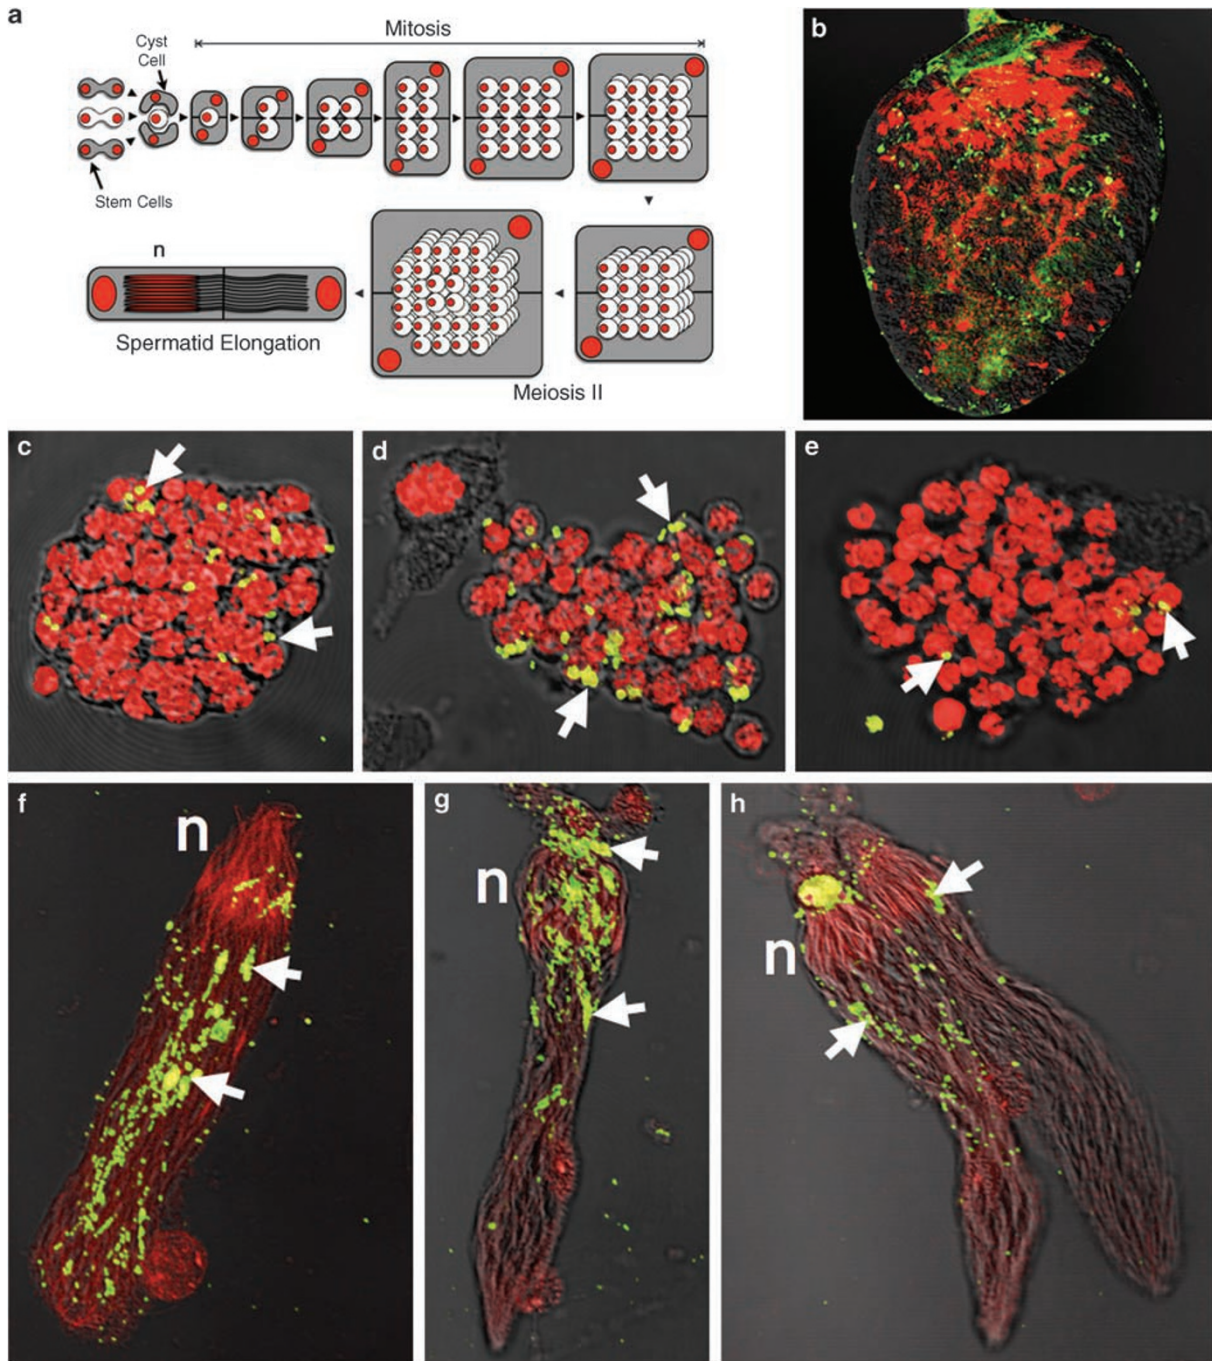 a
Mitosis
Cyst
Cell
Stem Cells
n
Spermatid Elongation
Meiosis II
b
c
d
e
f
n
g
n
h
n